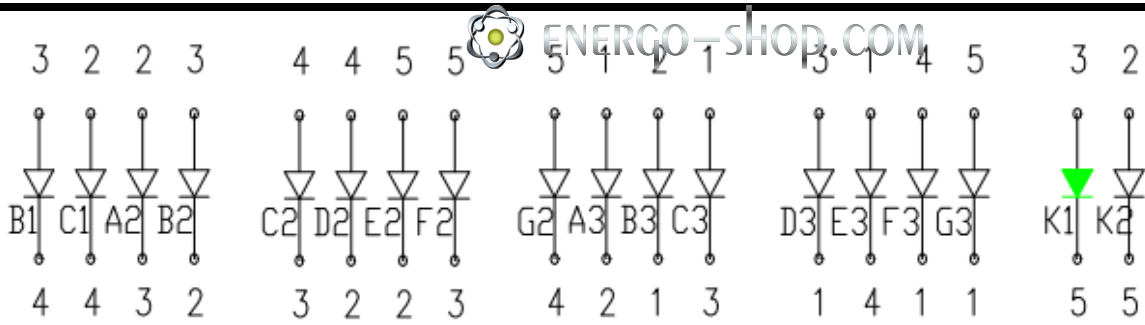 ENERGO-SHOP.COM
3 2 2 3 4 4 5 5 5 1 2 1 3 1 4 5 3 2
B1 C1 A2 B2 C2 D2 E2 F2 G2 A3 B3 C3 D3 E3 F3 G3 K1 K2
4 4 3 2 3 2 2 3 4 2 1 3 1 4 1 1 5 5